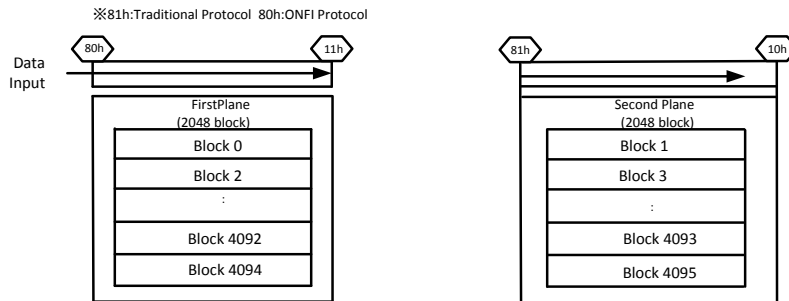 ※81h:Traditional Protocol 80h:ONFI Protocol
80h
11h
Data
Input
FirstPlane
(2048 block)
Block 0
Block 2
:
Block 4092
Block 4094
81h
10h
Second Plane
(2048 block)
Block 1
Block 3
:
Block 4093
Block 4095